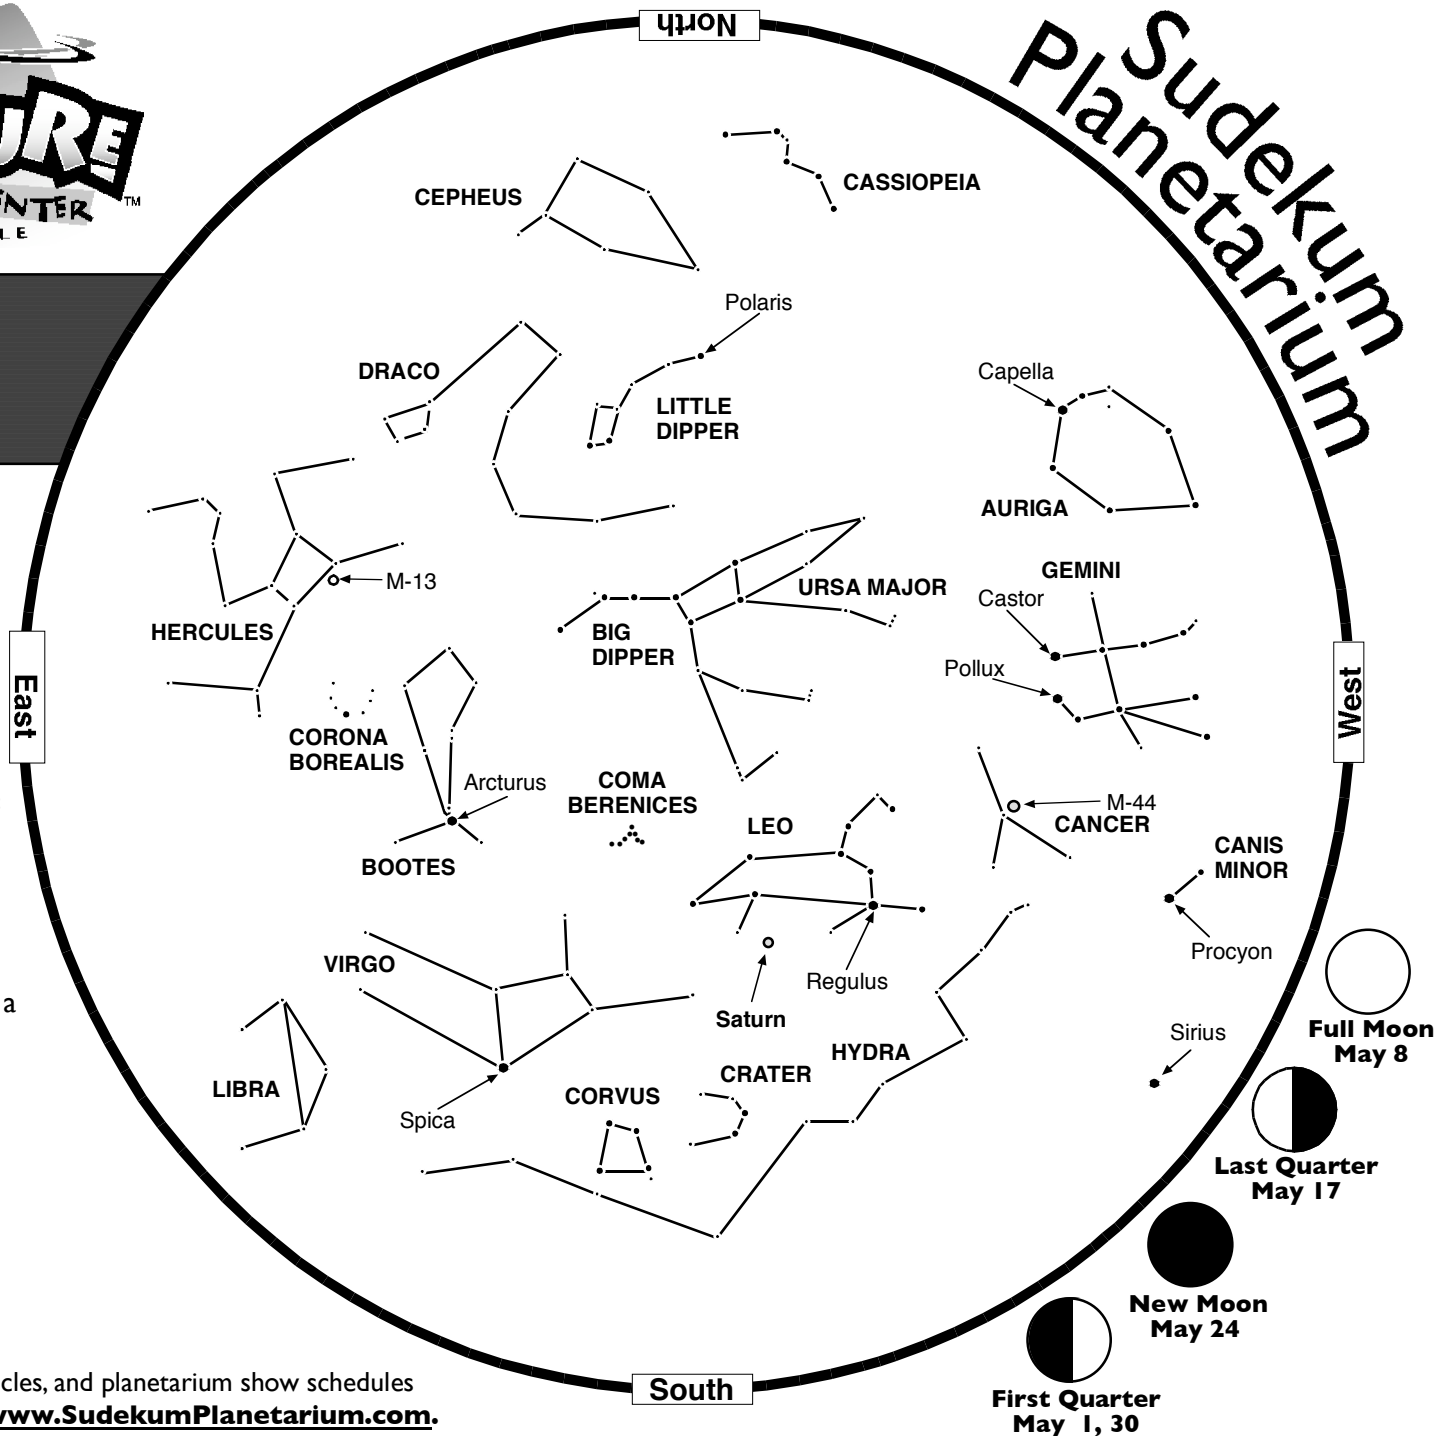 North
Sudekum
Planetarium
URE
™
CASSIOPEIA
CEPHEUS
Polaris
DRACO
Capella
LITTLE
DIPPER
AURIGA
M-13
GEMINI
URSA MAJOR
Castor
HERCULES
BIG
DIPPER
Pollux
East
West
CORONA
BOREALIS
Arcturus
COMA
BERENICES
M-44
LEO
CANCER
CANIS
MINOR
BOOTES
Procyon
VIRGO
Regulus
a
Saturn
Full Moon
May 8
Sirius
HYDRA
CRATER
LIBRA
CORVUS
Spica
Last Quarter
May 17
New Moon
May 24
South
cles, and planetarium show schedules
www.SudekumPlanetarium.com.
First Quarter
May 1, 30